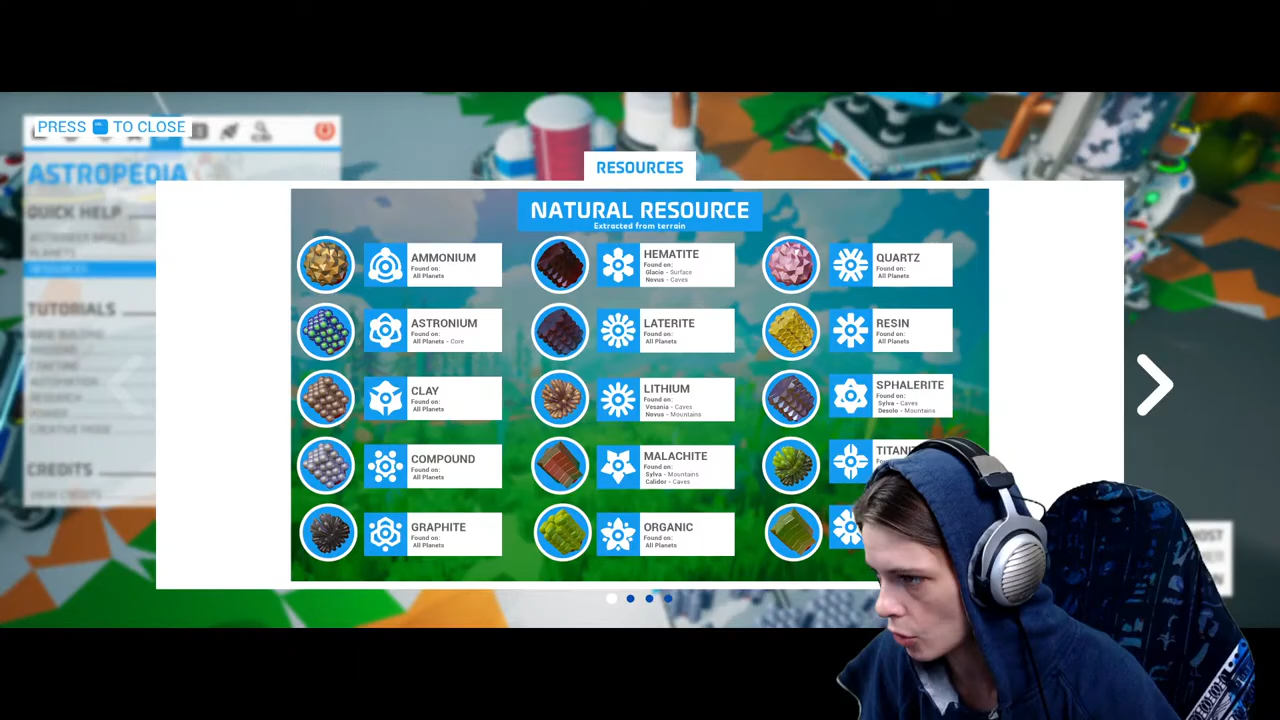 PRESS TO CLOSE
ASTROPEDIA
QUICK HELP
PLANETS
RESOURCES
TUTORIALS
CREDITS
RESOURCES
NATURAL RESOURCE
Extracted from terrain
AMMONIUM
Found on:
All Planets
HEMATITE
Found on:
Glacio - Surface
Novus - Caves
QUARTZ
Found on:
All Planets
ASTRONIUM
Found on:
All Planets - Core
LATERITE
Found on:
All Planets
RESIN
Found on:
All Planets
CLAY
Found on:
All Planets
LITHIUM
Found on:
Vesania - Caves
Novus - Mountains
SPHALERITE
Found on:
Sylva - Caves
Desolo - Mountains
COMPOUND
Found on:
All Planets
MALACHITE
Found on:
Sylva - Mountains
Calidor - Caves
TITANI
GRAPHITE
Found on:
All Planets
ORGANIC
Found on:
All Planets